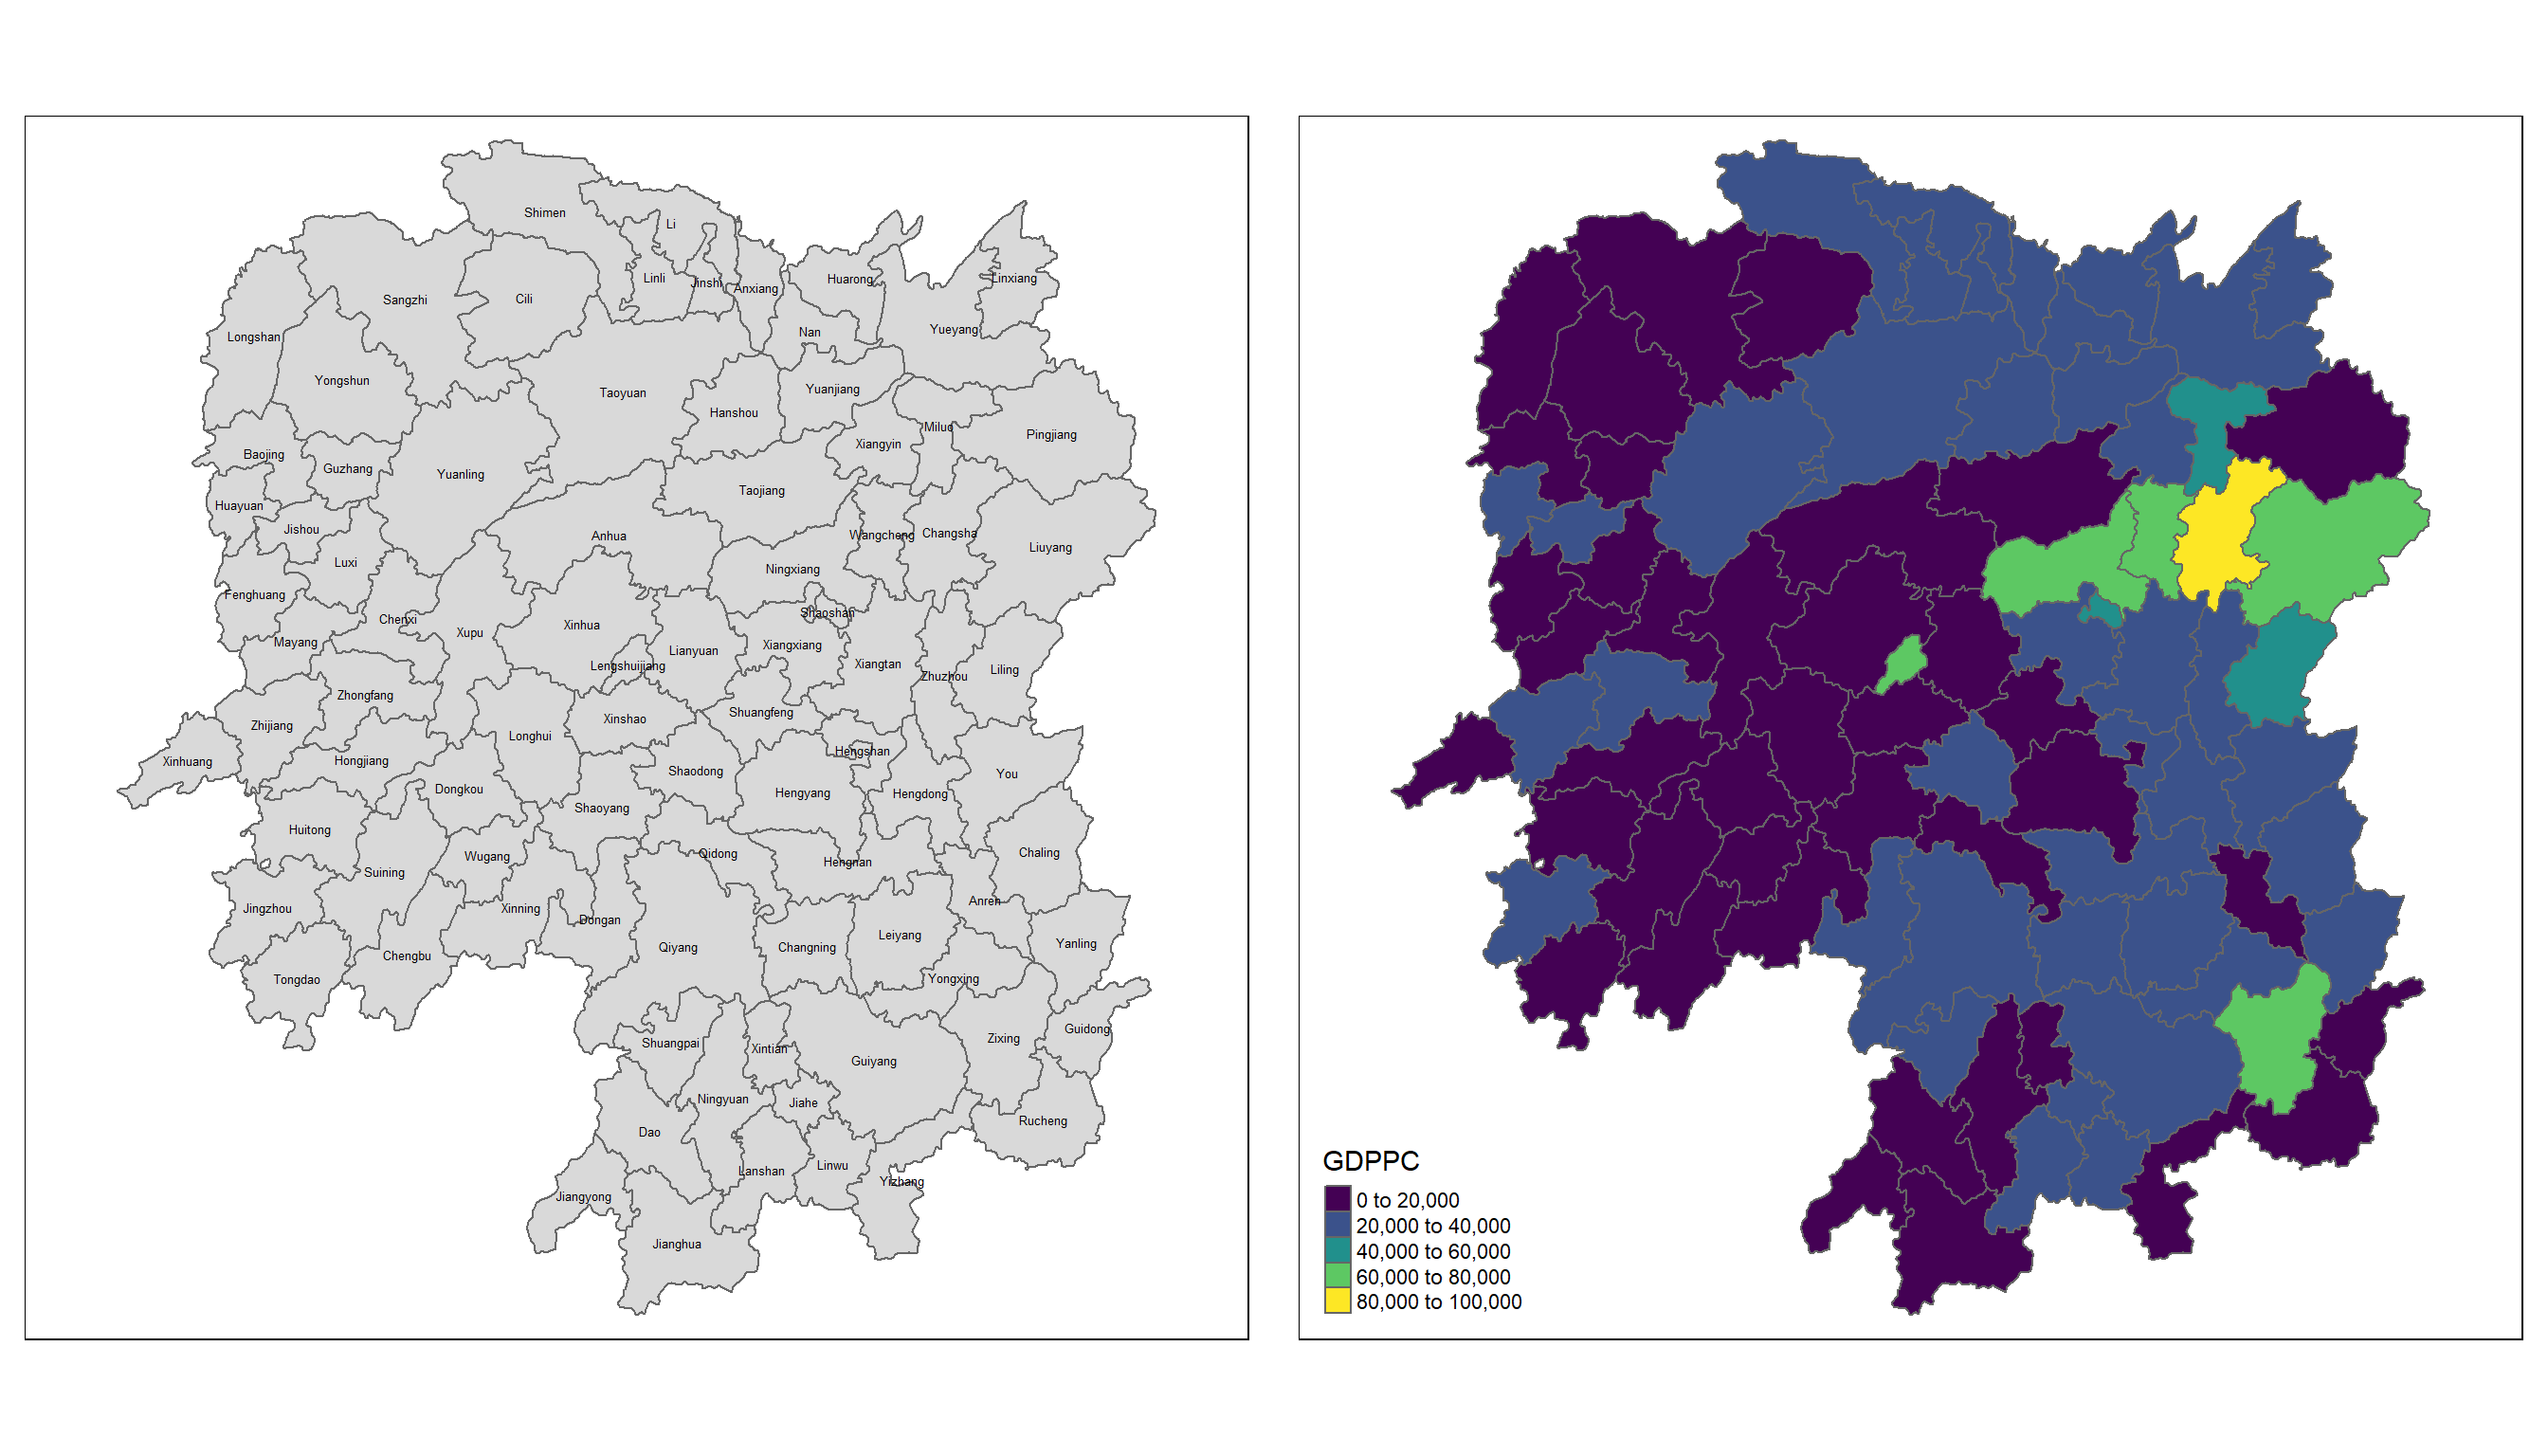 Shimen
Li
Linli
Jinshi
Anxiang
Huarong
Linxiang
Sangzhi
Cili
Nan
Yueyang
Longshan
Yongshun
Taoyuan
Yuanjiang
Hanshou
Miluo
Pingjiang
Xiangyin
Baojing
Guzhang
Yuanling
Taojiang
Huayuan
Jishou
Anhua
Wangcheng
Changsha
Liuyang
Luxi
Ningxiang
Fenghuang
Shaoshan
Chenxi
Xupu
Xinhua
Mayang
Xiangxiang
Lianyuan
Lengshuijiang
Xiangtan
Zhuzhou
Liling
Zhongfang
Shuangfeng
Xinshao
Zhijiang
Longhui
Hengshan
Xinhuang
Hongjiang
Shaodong
You
Dongkou
Hengyang
Hengdong
Shaoyang
Huitong
Wugang
Qidong
Hengnan
Chaling
Suining
Anren
Jingzhou
Xinning
Dongan
Leiyang
Yanling
Qiyang
Changning
Chengbu
Tongdao
Yongxing
Guidong
Zixing
Shuangpai
Xintian
Guiyang
Ningyuan
Jiahe
Rucheng
Dao
Linwu
Lanshan
Yizhang
Jiangyong
Jianghua
GDPPC
0 to 20,000
20,000 to 40,000
40,000 to 60,000
60,000 to 80,000
80,000 to 100,000